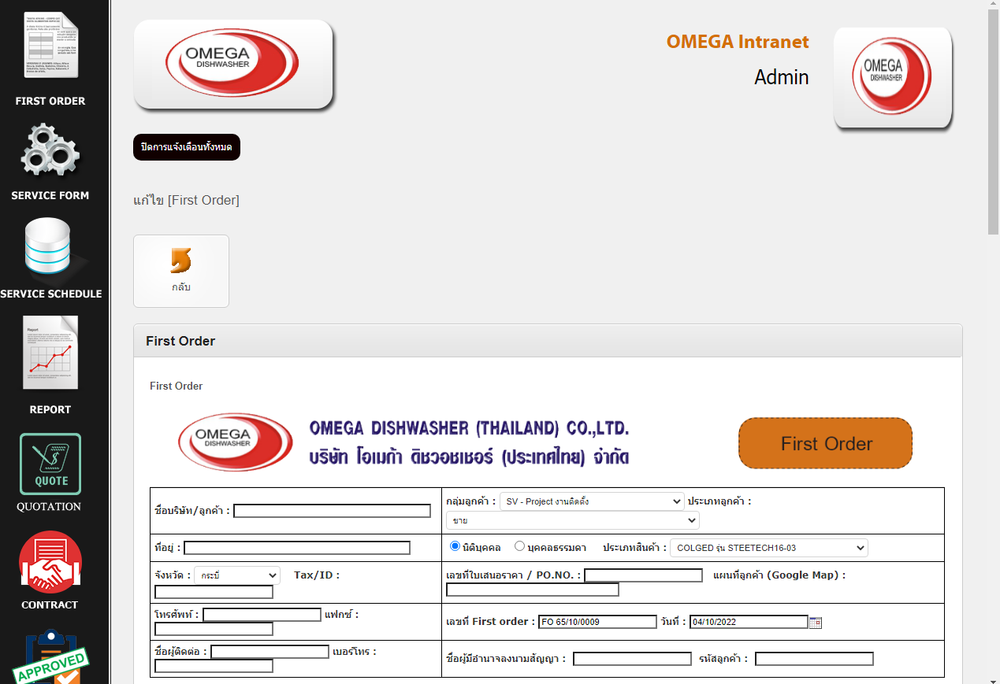 FIRST ORDER
SERVICE FORM
SERVICE SCHEDULE
Report
REPORT
QUOTE
QUOTATION
CONTRACT
APPROVED
OMEGA
DISHWASHER
OMEGA Intranet
Admin
OMEGA
DISHWASHER
ปิดการแจ้งเตือนทั้งหมด
แก้ไข [First Order]
กลับ
First Order
First Order
OMEGA
DISHWASHER
OMEGA DISHWASHER (THAILAND) CO.,LTD.
บริษัท โอเมก้า ดิชวอชเชอร์ (ประเทศไทย) จำกัด
First Order
ชื่อบริษัท/ลูกค้า :
กลุ่มลูกค้า : SV - Project งานติดตั้ง ประเภทลูกค้า :
ขาย
ที่อยู่ :
นิติบุคคล บุคคลธรรมดา ประเภทสินค้า : COLGED รุ่น STEETECH16-03
จังหวัด : กระบี่ Tax/ID :
เลขที่ใบเสนอราคา / PO.NO. : แผนที่ลูกค้า (Google Map) :
โทรศัพท์ : แฟกซ์ :
เลขที่ First order : FO 65/10/0009 วันที่ : 04/10/2022
ชื่อผู้ติดต่อ : เบอร์โทร :
ชื่อผู้มีอำนาจลงนามสัญญา : รหัสลูกค้า :